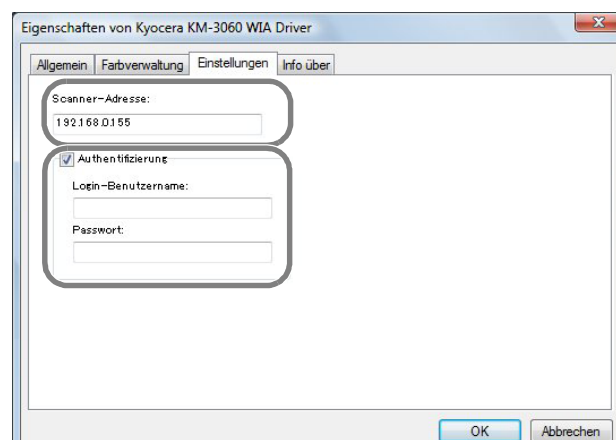 Eigenschaften von Kyocera KM-3060 WIA Driver
Allgemein Farbverwaltung Einstellungen Info über
Scanner-Adresse:
192.168.0.155
Authentifizierung
Login-Benutzername:
Passwort:
OK Abbrechen